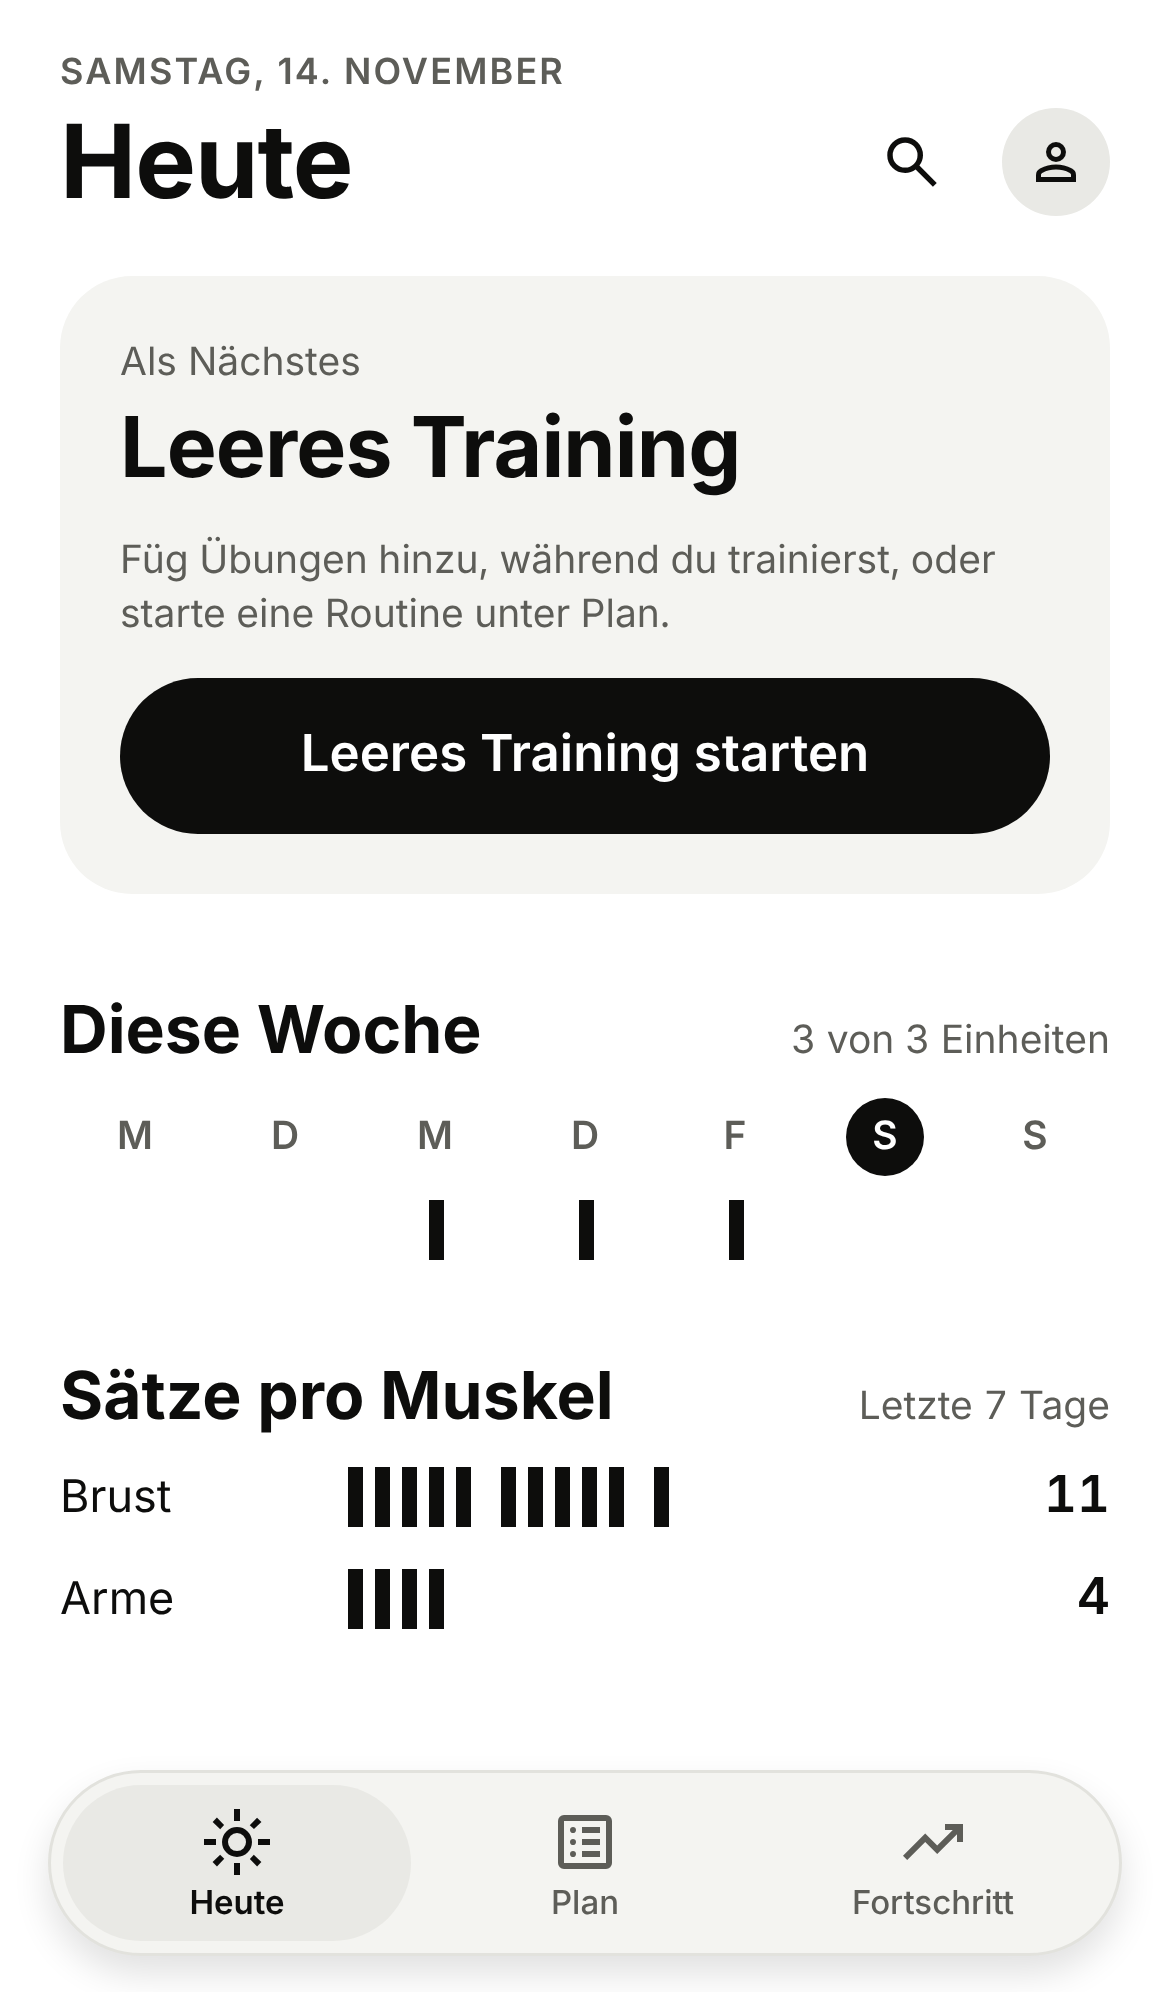 SAMSTAG, 14. NOVEMBER
Heute
Als Nächstes
Leeres Training
Füg Übungen hinzu, während du trainierst, oder
starte eine Routine unter Plan.
Leeres Training starten
Diese Woche 3 von 3 Einheiten
M D M D F S S
Sätze pro Muskel Letzte 7 Tage
Brust 11
Arme 4
Heute Plan Fortschritt